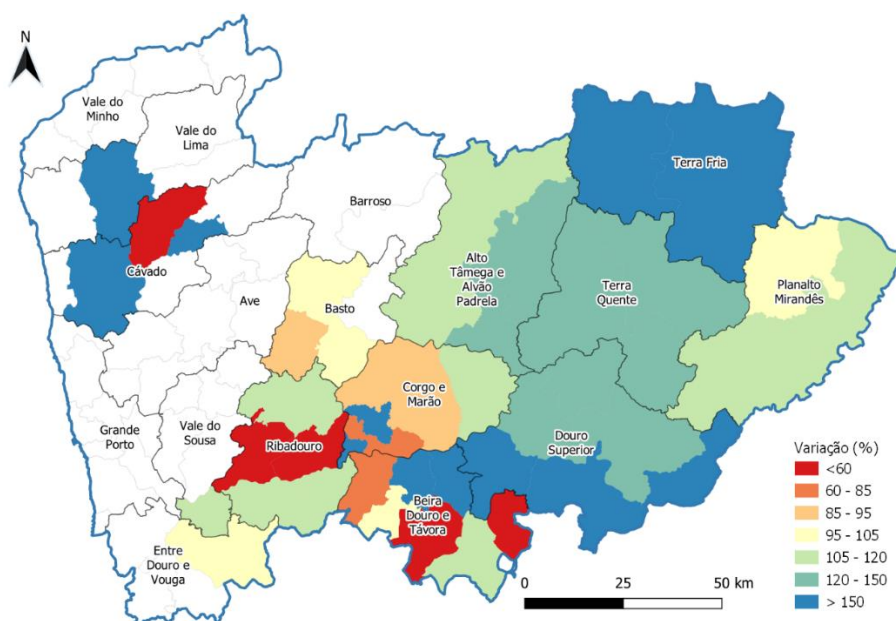 N
Vale do
Minho
Vale do
Lima
Terra Fria
Barroso
Cávado
Alto
Tâmega e
Alvão
Padrela
Terra
Quente
Planalto
Mirandês
Ave
Basto
Corgo e
Marão
Grande
Porto
Vale do
Sousa
Ribadouro
Douro
Superior
Beira
Douro e
Távora
Entre
Douro e
Vouga
Variação (%)
<60
60 - 85
85 - 95
95 - 105
105 - 120
120 - 150
> 150
0 25 50 km